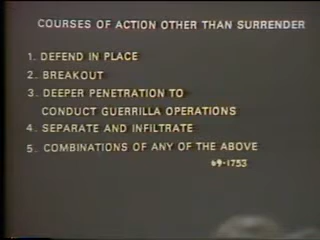 COURSES OF ACTION OTHER THAN SURRENDER
1. DEFEND IN PLACE
2. BREAKOUT
3. DEEPER PENETRATION TO
CONDUCT GUERRILLA OPERATIONS
4. SEPARATE AND INFILTRATE
5. COMBINATIONS OF ANY OF THE ABOVE
69-1753